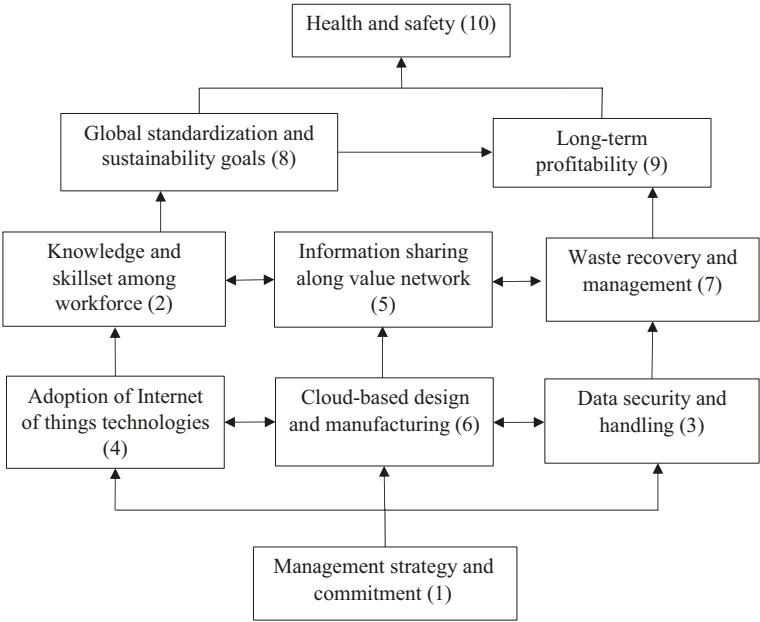 Health and safety (10)
Global standardization and
sustainability goals (8)
Long-term
profitability (9)
Knowledge and
skillset among
workforce (2)
Information sharing
along value network
(5)
Waste recovery and
management (7)
Adoption of Internet
of things technologies
(4)
Cloud-based design
and manufacturing (6)
Data security and
handling (3)
Management strategy and
commitment (1)